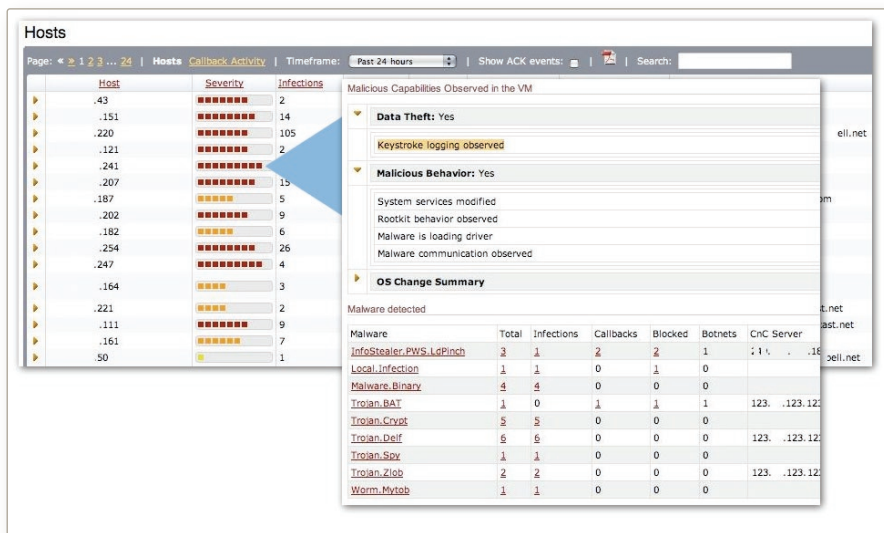 Hosts
Page: « » 1 2 3 ... 24 | Hosts Callback Activity | Timeframe: Past 24 hours | Show ACK events: | | Search:
Host Severity Infections
.43 2
.151 14
.220 105
ell.net
.121 2
.241
.207 15
.187 5
om
.202 9
.182 6
.254 26
.247 4
.164 3
.221 2
t.net
.111 9
ast.net
.161 7
.50 1
bell.net
Malicious Capabilities Observed in the VM
Data Theft: Yes
Keystroke logging observed
Malicious Behavior: Yes
System services modified
Rootkit behavior observed
Malware is loading driver
Malware communication observed
OS Change Summary
Malware detected
Malware Total Infections Callbacks Blocked Botnets CnC Server
InfoStealer.PWS.LdPinch 3 1 2 2 1
Local.Infection 1 1 0 1 0
Malware.Binary 4 4 0 0 0
Trojan.BAT 1 0 1 1 1 123. .123.123
Trojan.Crypt 5 5 0 0 0
Trojan.Delf 6 6 0 0 0 123. .123.123
Trojan.Spy 1 1 0 0 0
Trojan.Zlob 2 2 0 0 0 123. .123.123
Worm.Mytob 1 1 0 0 0